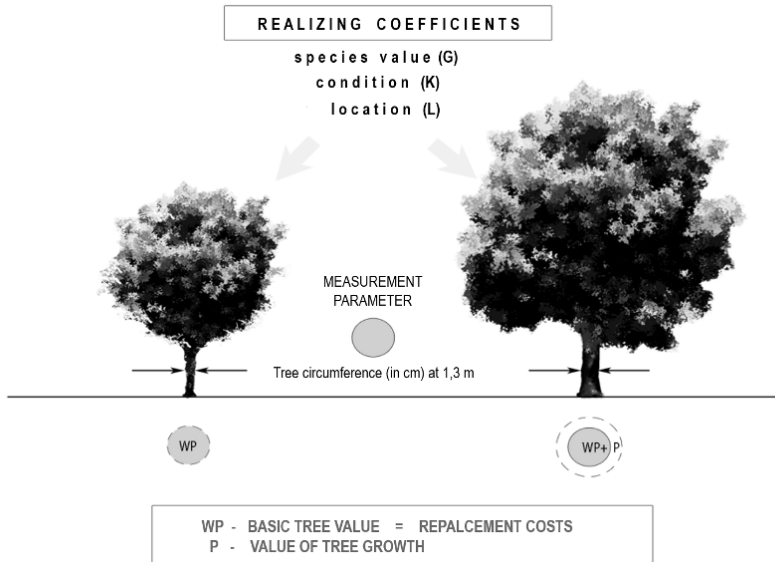 REALIZING COEFFICIENTS
species value (G)
condition (K)
location (L)
MEASUREMENT
PARAMETER
Tree circumference (in cm) at 1,3 m
WP
WP+ P
WP - BASIC TREE VALUE = REPALCEMENT COSTS
P - VALUE OF TREE GROWTH